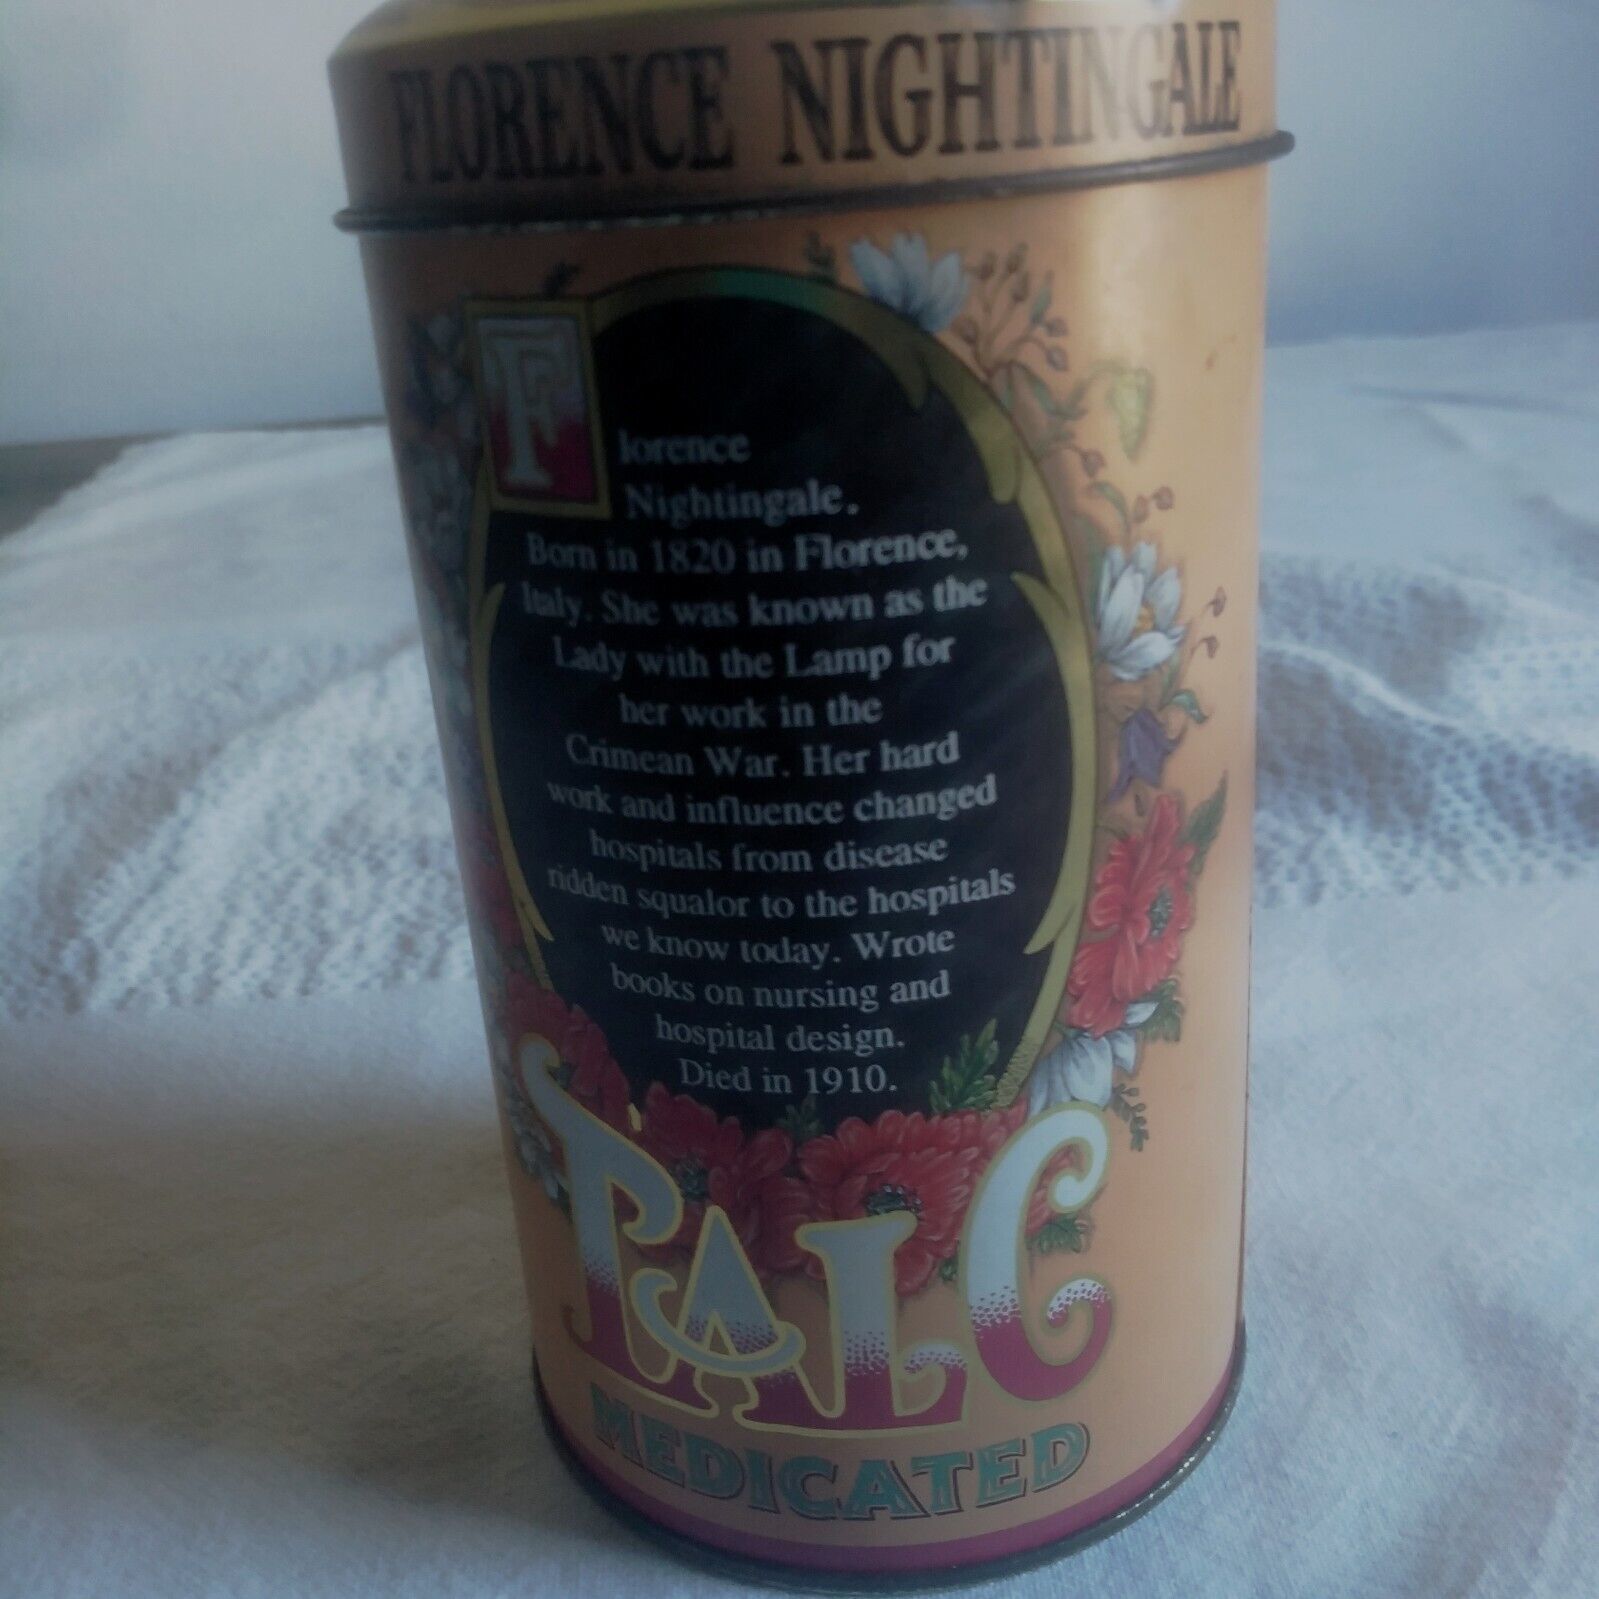 FLORENCE NIGHTINGALE
Florence
Nightingale.
Born in 1820 in Florence,
Italy. She was known as the
Lady with the Lamp for
her work in the
Crimean War. Her hard
work and influence changed
hospitals from disease
ridden squalor to the hospitals
we know today. Wrote
books on nursing and
hospital design.
Died in 1910.
TALC
MEDICATED